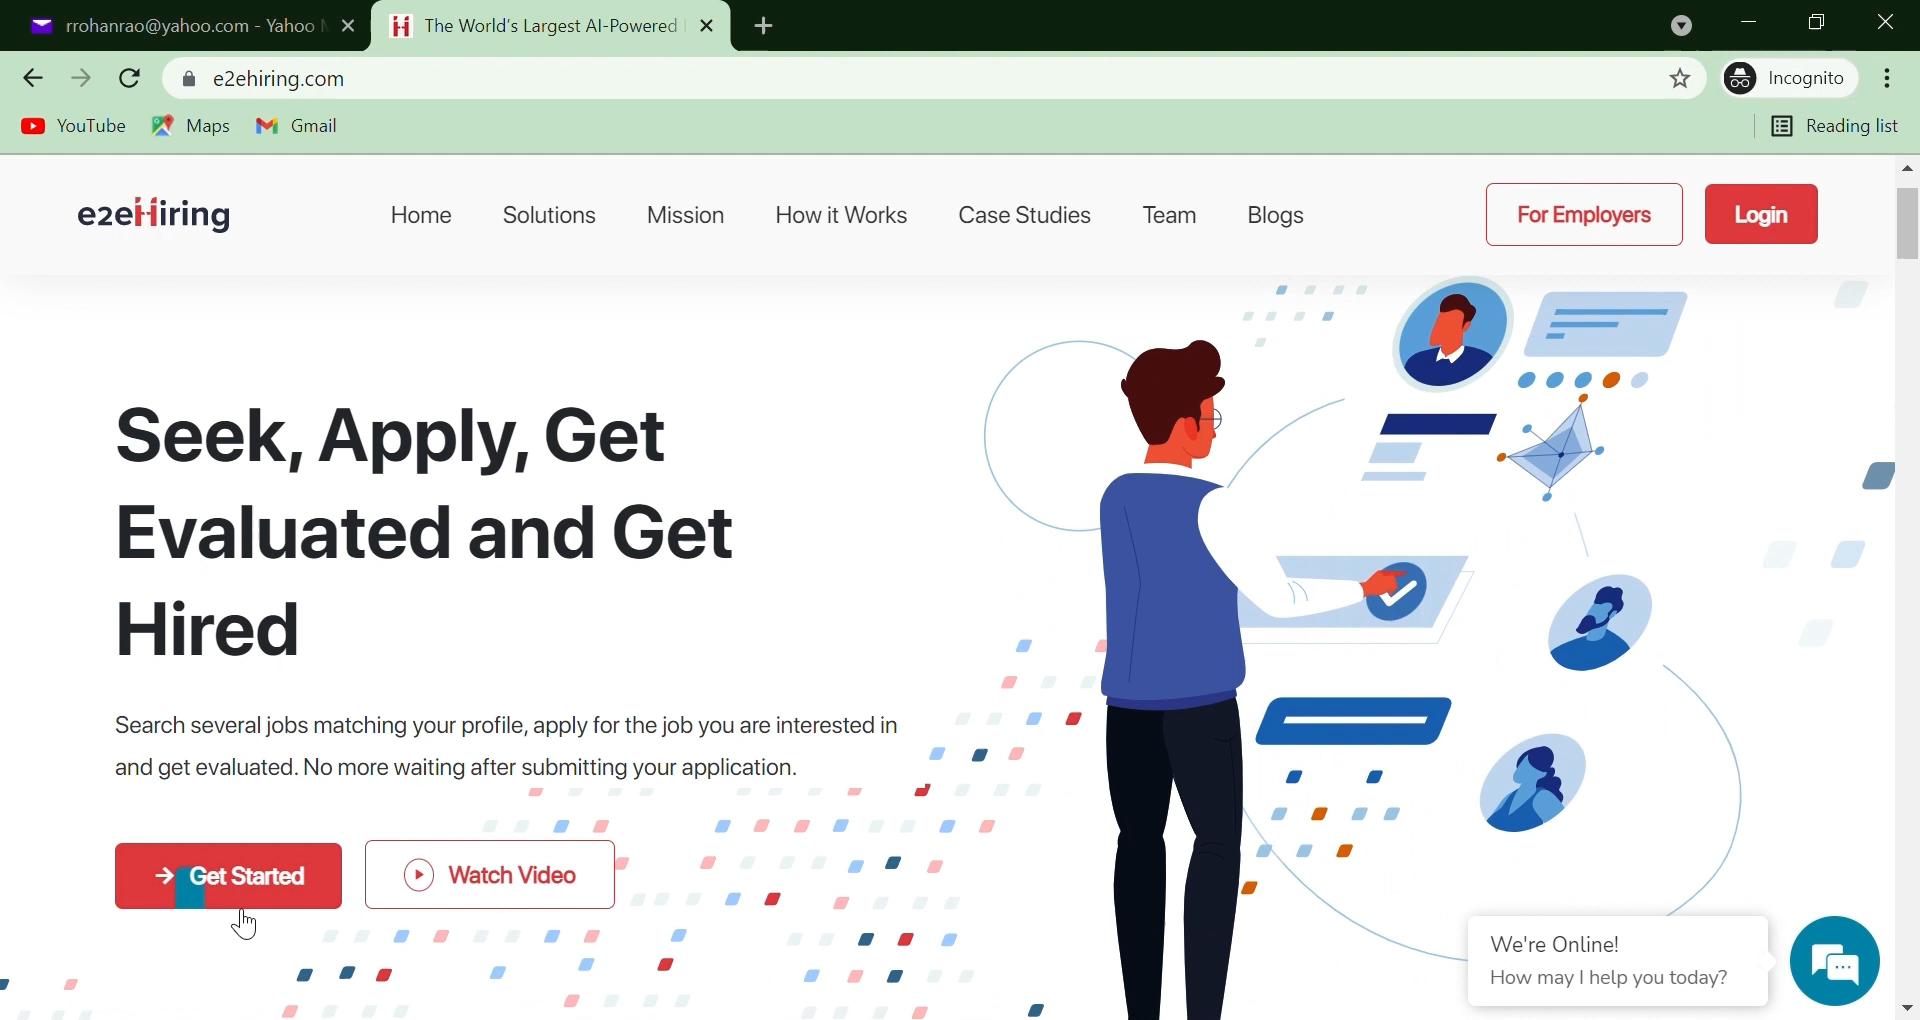 rrohanrao@yahoo.com - Yahoo
The World's Largest AI-Powered
e2ehiring.com
Incognito
YouTube
Maps
Gmail
Reading list
e2eHiring
Home
Solutions
Mission
How it Works
Case Studies
Team
Blogs
For Employers
Login
Seek, Apply, Get
Evaluated and Get
Hired
Search several jobs matching your profile, apply for the job you are interested in
and get evaluated. No more waiting after submitting your application.
Get Started
Watch Video
We're Online!
How may I help you today?